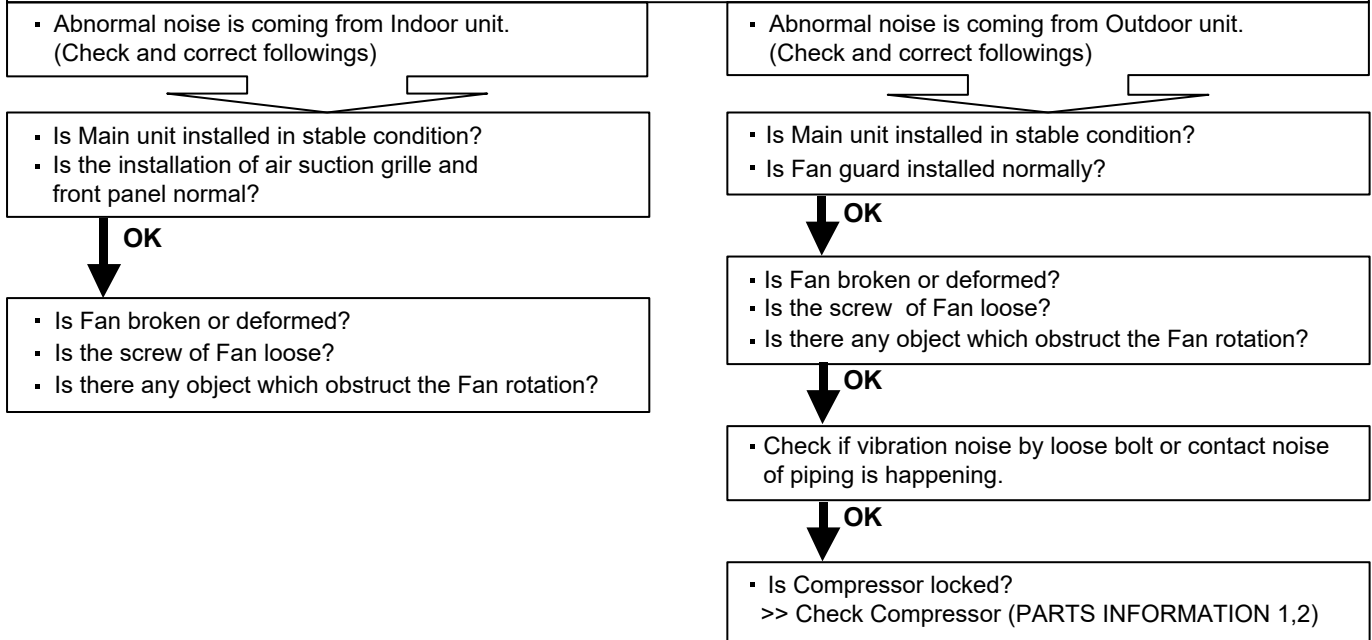 ▪ Abnormal noise is coming from Indoor unit.
(Check and correct followings)
▪ Is Main unit installed in stable condition?
▪ Is the installation of air suction grille and
front panel normal?
OK
▪ Is Fan broken or deformed?
▪ Is the screw of Fan loose?
▪ Is there any object which obstruct the Fan rotation?
▪ Abnormal noise is coming from Outdoor unit.
(Check and correct followings)
▪ Is Main unit installed in stable condition?
▪ Is Fan guard installed normally?
OK
▪ Is Fan broken or deformed?
▪ Is the screw of Fan loose?
▪ Is there any object which obstruct the Fan rotation?
OK
▪ Check if vibration noise by loose bolt or contact noise
of piping is happening.
OK
▪ Is Compressor locked?
>> Check Compressor (PARTS INFORMATION 1,2)